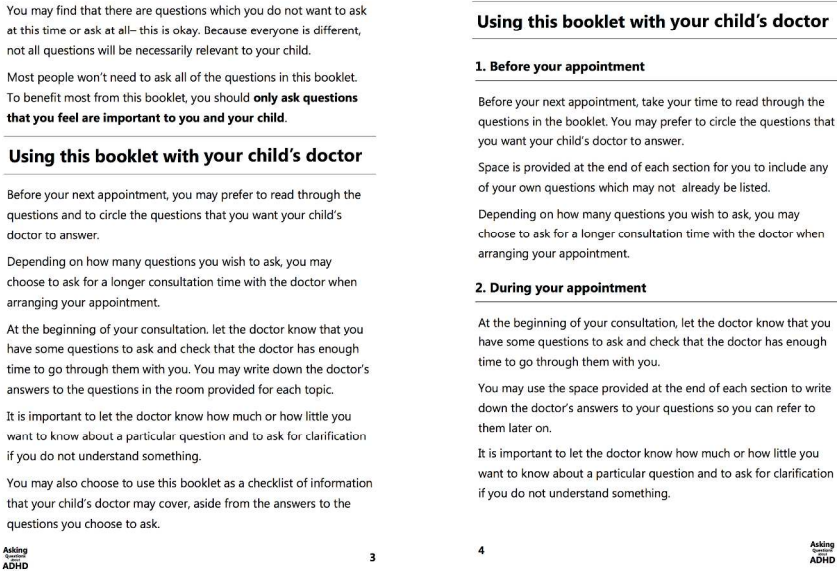 You may find that there are questions which you do not want to ask
at this time or ask at all– this is okay. Because everyone is different,
not all questions will be necessarily relevant to your child.
Most people won't need to ask all of the questions in this booklet.
To benefit most from this booklet, you should only ask questions
that you feel are important to you and your child.
Using this booklet with your child's doctor
Before your next appointment, you may prefer to read through the
questions and to circle the questions that you want your child's
doctor to answer.
Depending on how many questions you wish to ask, you may
choose to ask for a longer consultation time with the doctor when
arranging your appointment.
At the beginning of your consultation. let the doctor know that you
have some questions to ask and check that the doctor has enough
time to go through them with you. You may write down the doctor's
answers to the questions in the room provided for each topic.
It is important to let the doctor know how much or how little you
want to know about a particular question and to ask for clarification
if you do not understand something.
You may also choose to use this booklet as a checklist of information
that your child's doctor may cover, aside from the answers to the
questions you choose to ask.
Asking
Questions
about
ADHD
3
Using this booklet with your child's doctor
1. Before your appointment
Before your next appointment, take your time to read through the
questions in the booklet. You may prefer to circle the questions that
you want your child's doctor to answer.
Space is provided at the end of each section for you to include any
of your own questions which may not already be listed.
Depending on how many questions you wish to ask, you may
choose to ask for a longer consultation time with the doctor when
arranging your appointment.
2. During your appointment
At the beginning of your consultation, let the doctor know that you
have some questions to ask and check that the doctor has enough
time to go through them with you.
You may use the space provided at the end of each section to write
down the doctor's answers to your questions so you can refer to
them later on.
It is important to let the doctor know how much or how little you
want to know about a particular question and to ask for clarification
if you do not understand something.
4
Asking
Questions
about
ADHD